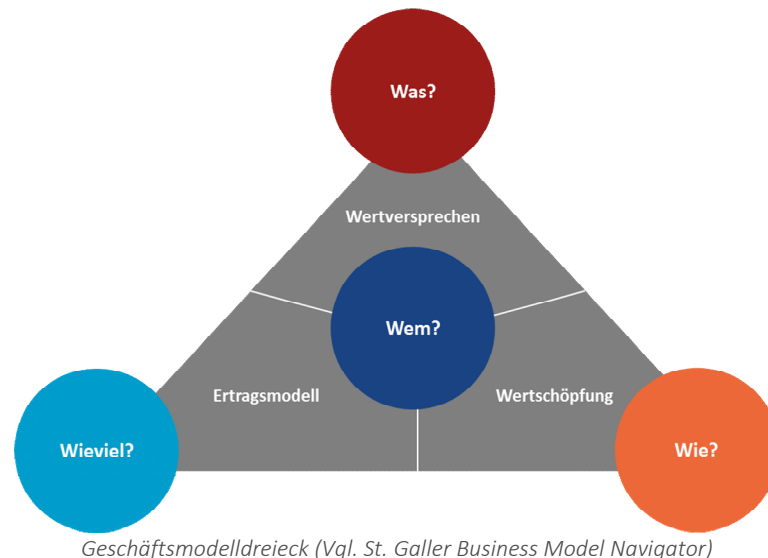 Was?
Wertversprechen
Wem?
Ertragsmodell
Wertschöpfung
Wieviel?
Wie?
Geschäftsmodelldreieck (Vgl. St. Galler Business Model Navigator)